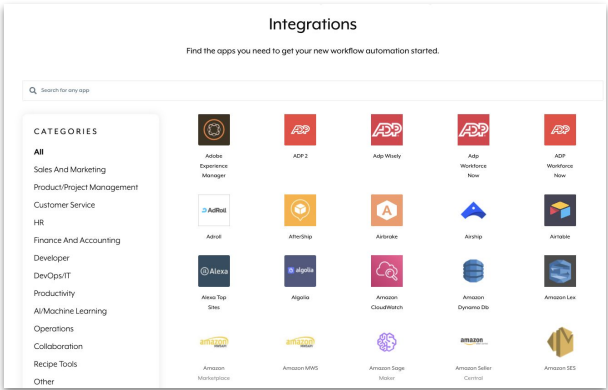 Integrations
Find the apps you need to get your new workflow automation started.
Search for any app
CATEGORIES
All
Sales And Marketing
Product/Project Management
Customer Service
HR
Finance And Accounting
Developer
DevOps/IT
Productivity
AI/Machine Learning
Operations
Collaboration
Recipe Tools
Other
ADP
ADP
ADP
ADP
Adobe
Experience
Manager
ADP 2
Adp Wisely
Adp
Workforce
Now
ADP
Workforce
Now
AdRoll
A
Adroll
AfterShip
Airbrake
Airship
Airtable
Alexa
algolia
Alexa Top
Sites
Algolia
Amazon
CloudWatch
Amazon
Dynamo Db
Amazon Lex
amazon
amazon
amazon
Amazon
Marketplace
Amazon MWS
Amazon Sage
Maker
Amazon Seller
Central
Amazon SES